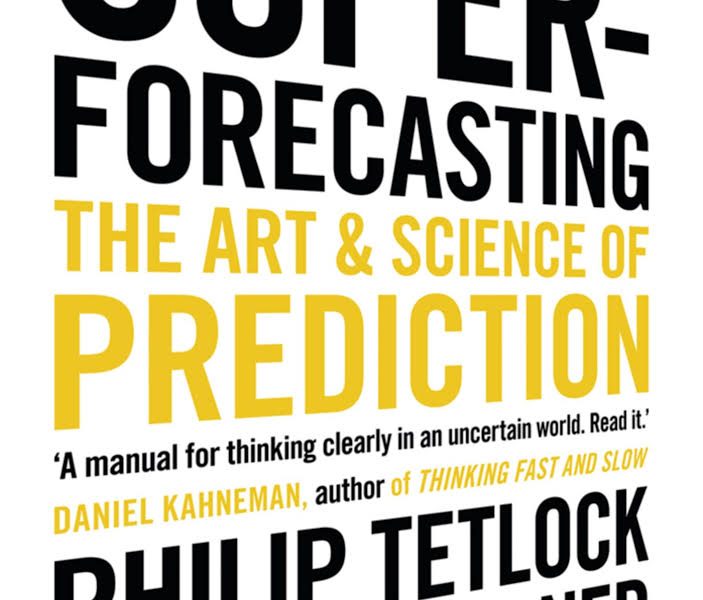 SUPER-
FORECASTING
THE ART & SCIENCE OF
PREDICTION
‘A manual for thinking clearly in an uncertain world. Read it.’
DANIEL KAHNEMAN, author of THINKING FAST AND SLOW
PHILIP TETLOCK